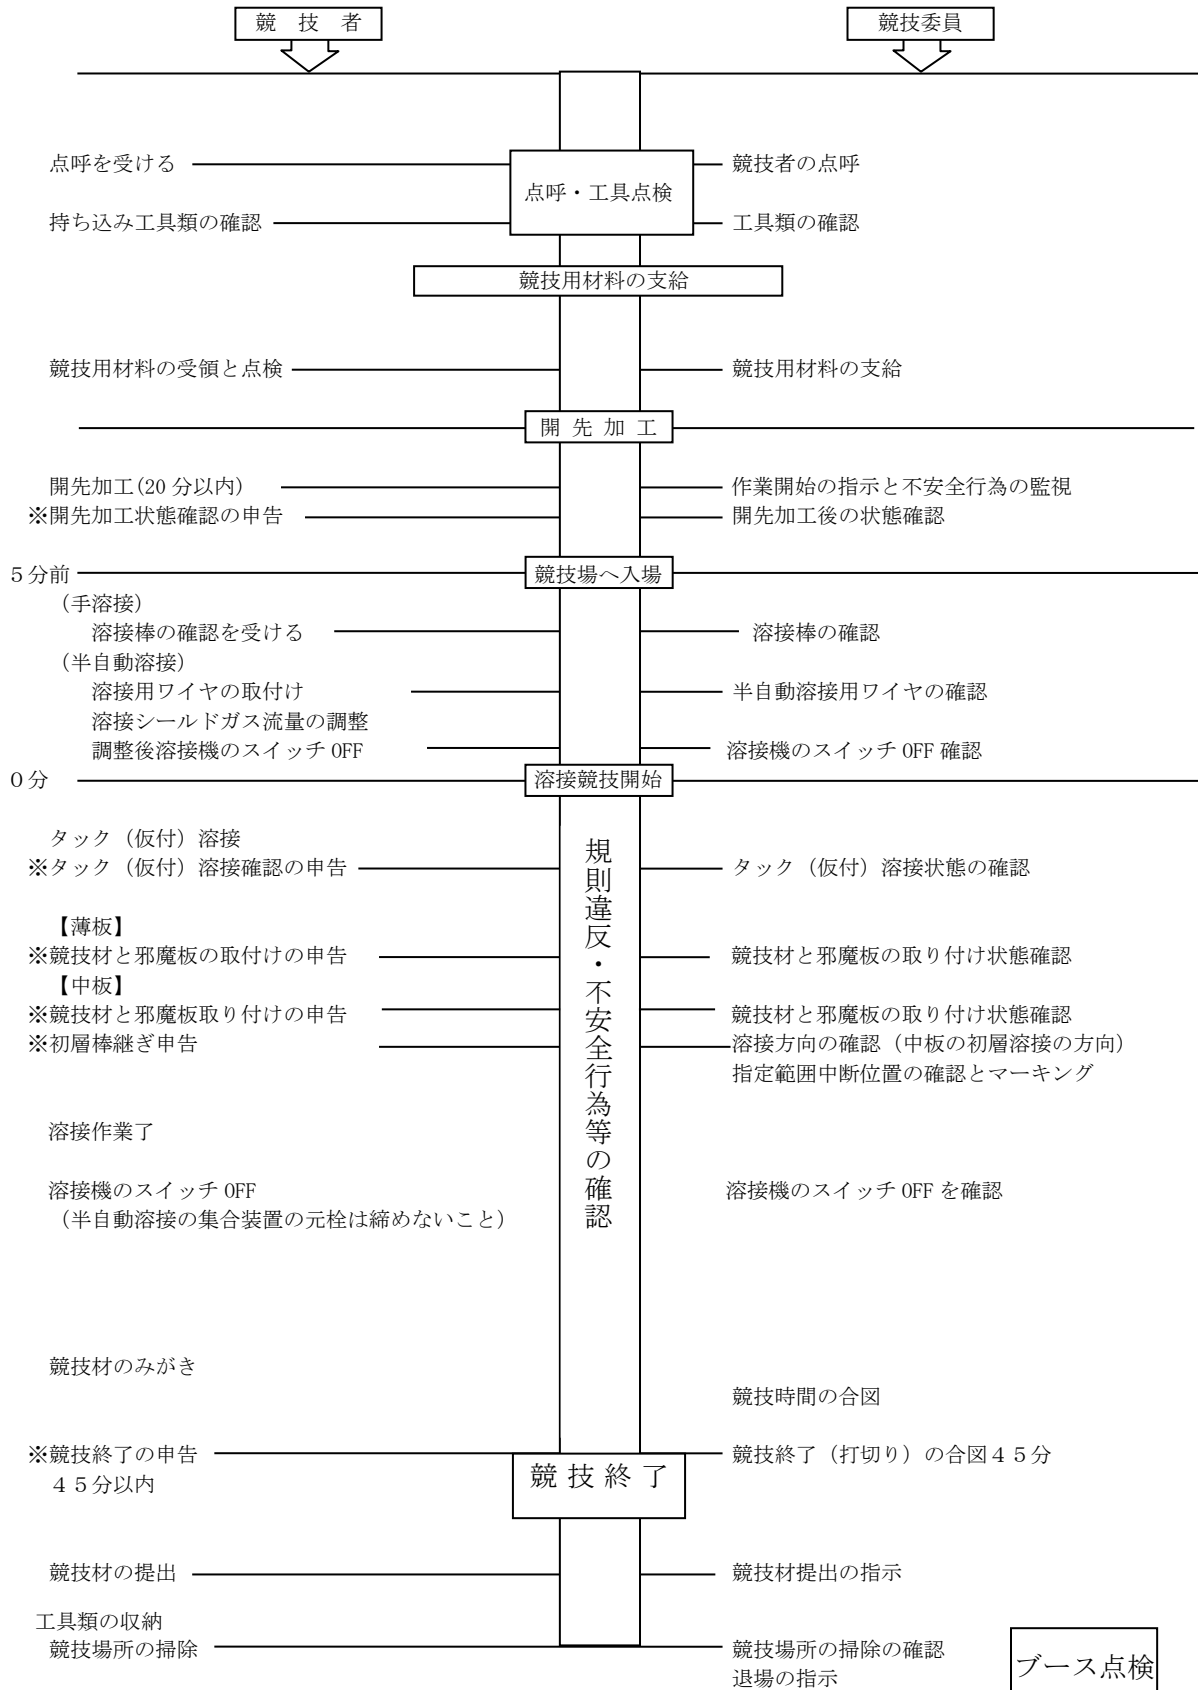 競 技 者
競技委員
点呼を受ける
点呼・工具点検
競技者の点呼
持ち込み工具類の確認
工具類の確認
競技用材料の支給
競技用材料の受領と点検
競技用材料の支給
開 先 加 工
開先加工(20分以内)
作業開始の指示と不安全行為の監視
※開先加工状態確認の申告
開先加工後の状態確認
５分前
競技場へ入場
（手溶接）
溶接棒の確認を受ける
溶接棒の確認
（半自動溶接）
溶接用ワイヤの取付け
半自動溶接用ワイヤの確認
溶接シールドガス流量の調整
調整後溶接機のスイッチOFF
溶接機のスイッチOFF確認
０分
溶接競技開始
規則違反・不安全行為等の確認
タック（仮付）溶接
※タック（仮付）溶接確認の申告
タック（仮付）溶接状態の確認
【薄板】
※競技材と邪魔板の取付けの申告
競技材と邪魔板の取り付け状態確認
【中板】
※競技材と邪魔板取り付けの申告
競技材と邪魔板の取り付け状態確認
※初層棒継ぎ申告
溶接方向の確認（中板の初層溶接の方向）
指定範囲中断位置の確認とマーキング
溶接作業了
溶接機のスイッチOFF
溶接機のスイッチOFFを確認
（半自動溶接の集合装置の元栓は締めないこと）
競技材のみがき
競技時間の合図
※競技終了の申告
競技終了（打切り）の合図４５分
４５分以内
競 技 終 了
競技材の提出
競技材提出の指示
工具類の収納
競技場所の掃除
競技場所の掃除の確認
退場の指示
ブース点検